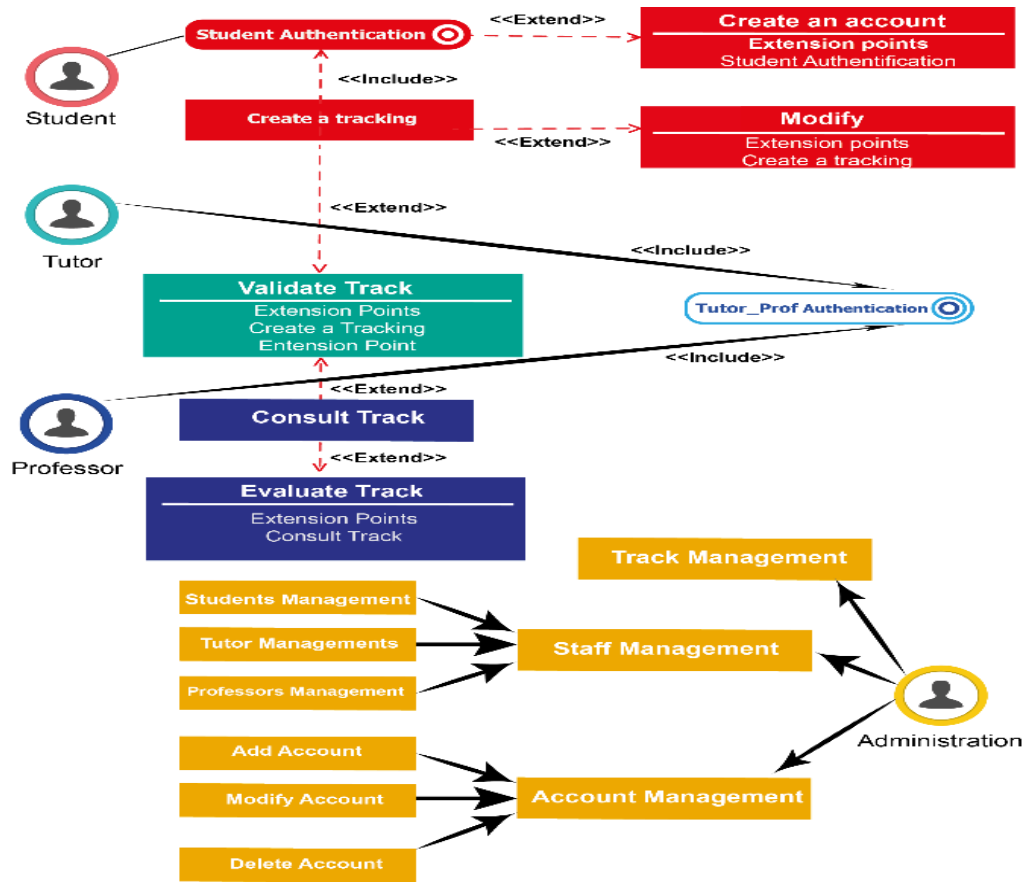 <<Extend>>
Student Authentication
Create an account
Extension points
Student Authentification
Student
<<Include>>
Create a tracking
<<Extend>>
Modify
Extension points
Create a tracking
<<Extend>>
Tutor
<<Include>>
Validate Track
Extension Points
Create a Tracking
Entension Point
Tutor_Prof Authentication
<<Include>>
<<Extend>>
Professor
Consult Track
<<Extend>>
Evaluate Track
Extension Points
Consult Track
Track Management
Students Management
Tutor Managements
Staff Management
Professors Management
Administration
Add Account
Modify Account
Account Management
Delete Account